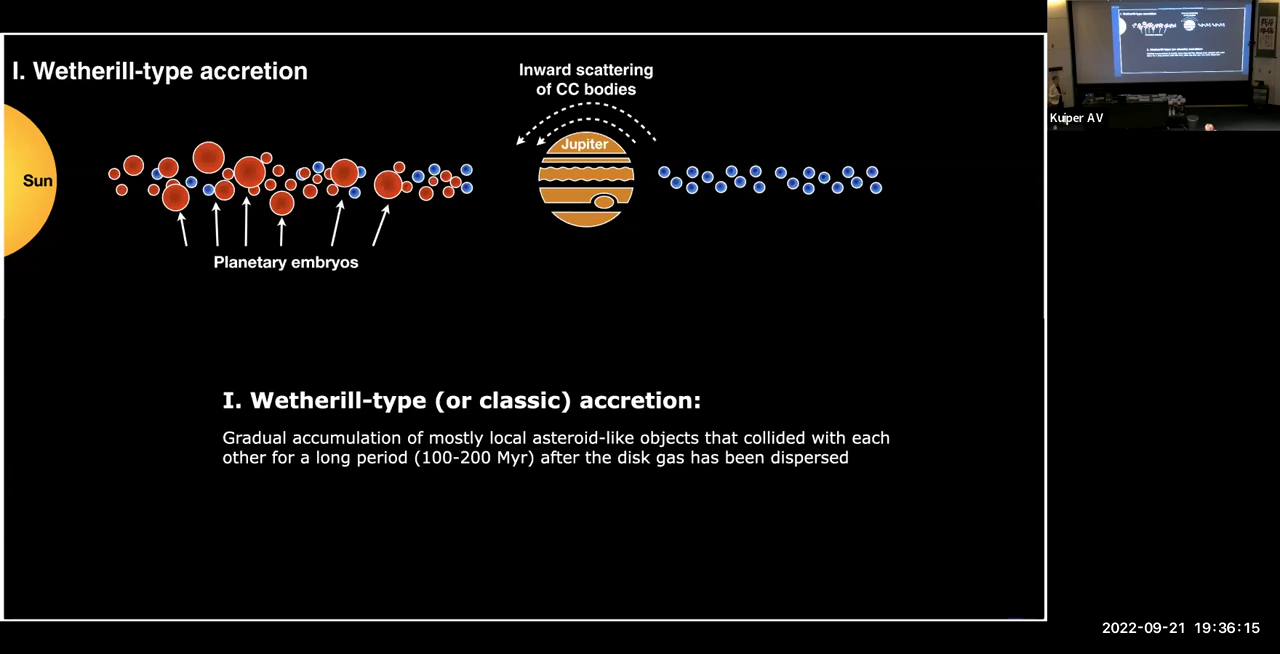 I. Wetherill-type accretion
Inward scattering
of CC bodies
Jupiter
Sun
Planetary embryos
I. Wetherill-type (or classic) accretion:
Gradual accumulation of mostly local asteroid-like objects that collided with each
other for a long period (100-200 Myr) after the disk gas has been dispersed
Kuiper AV
2022-09-21 19:36:15